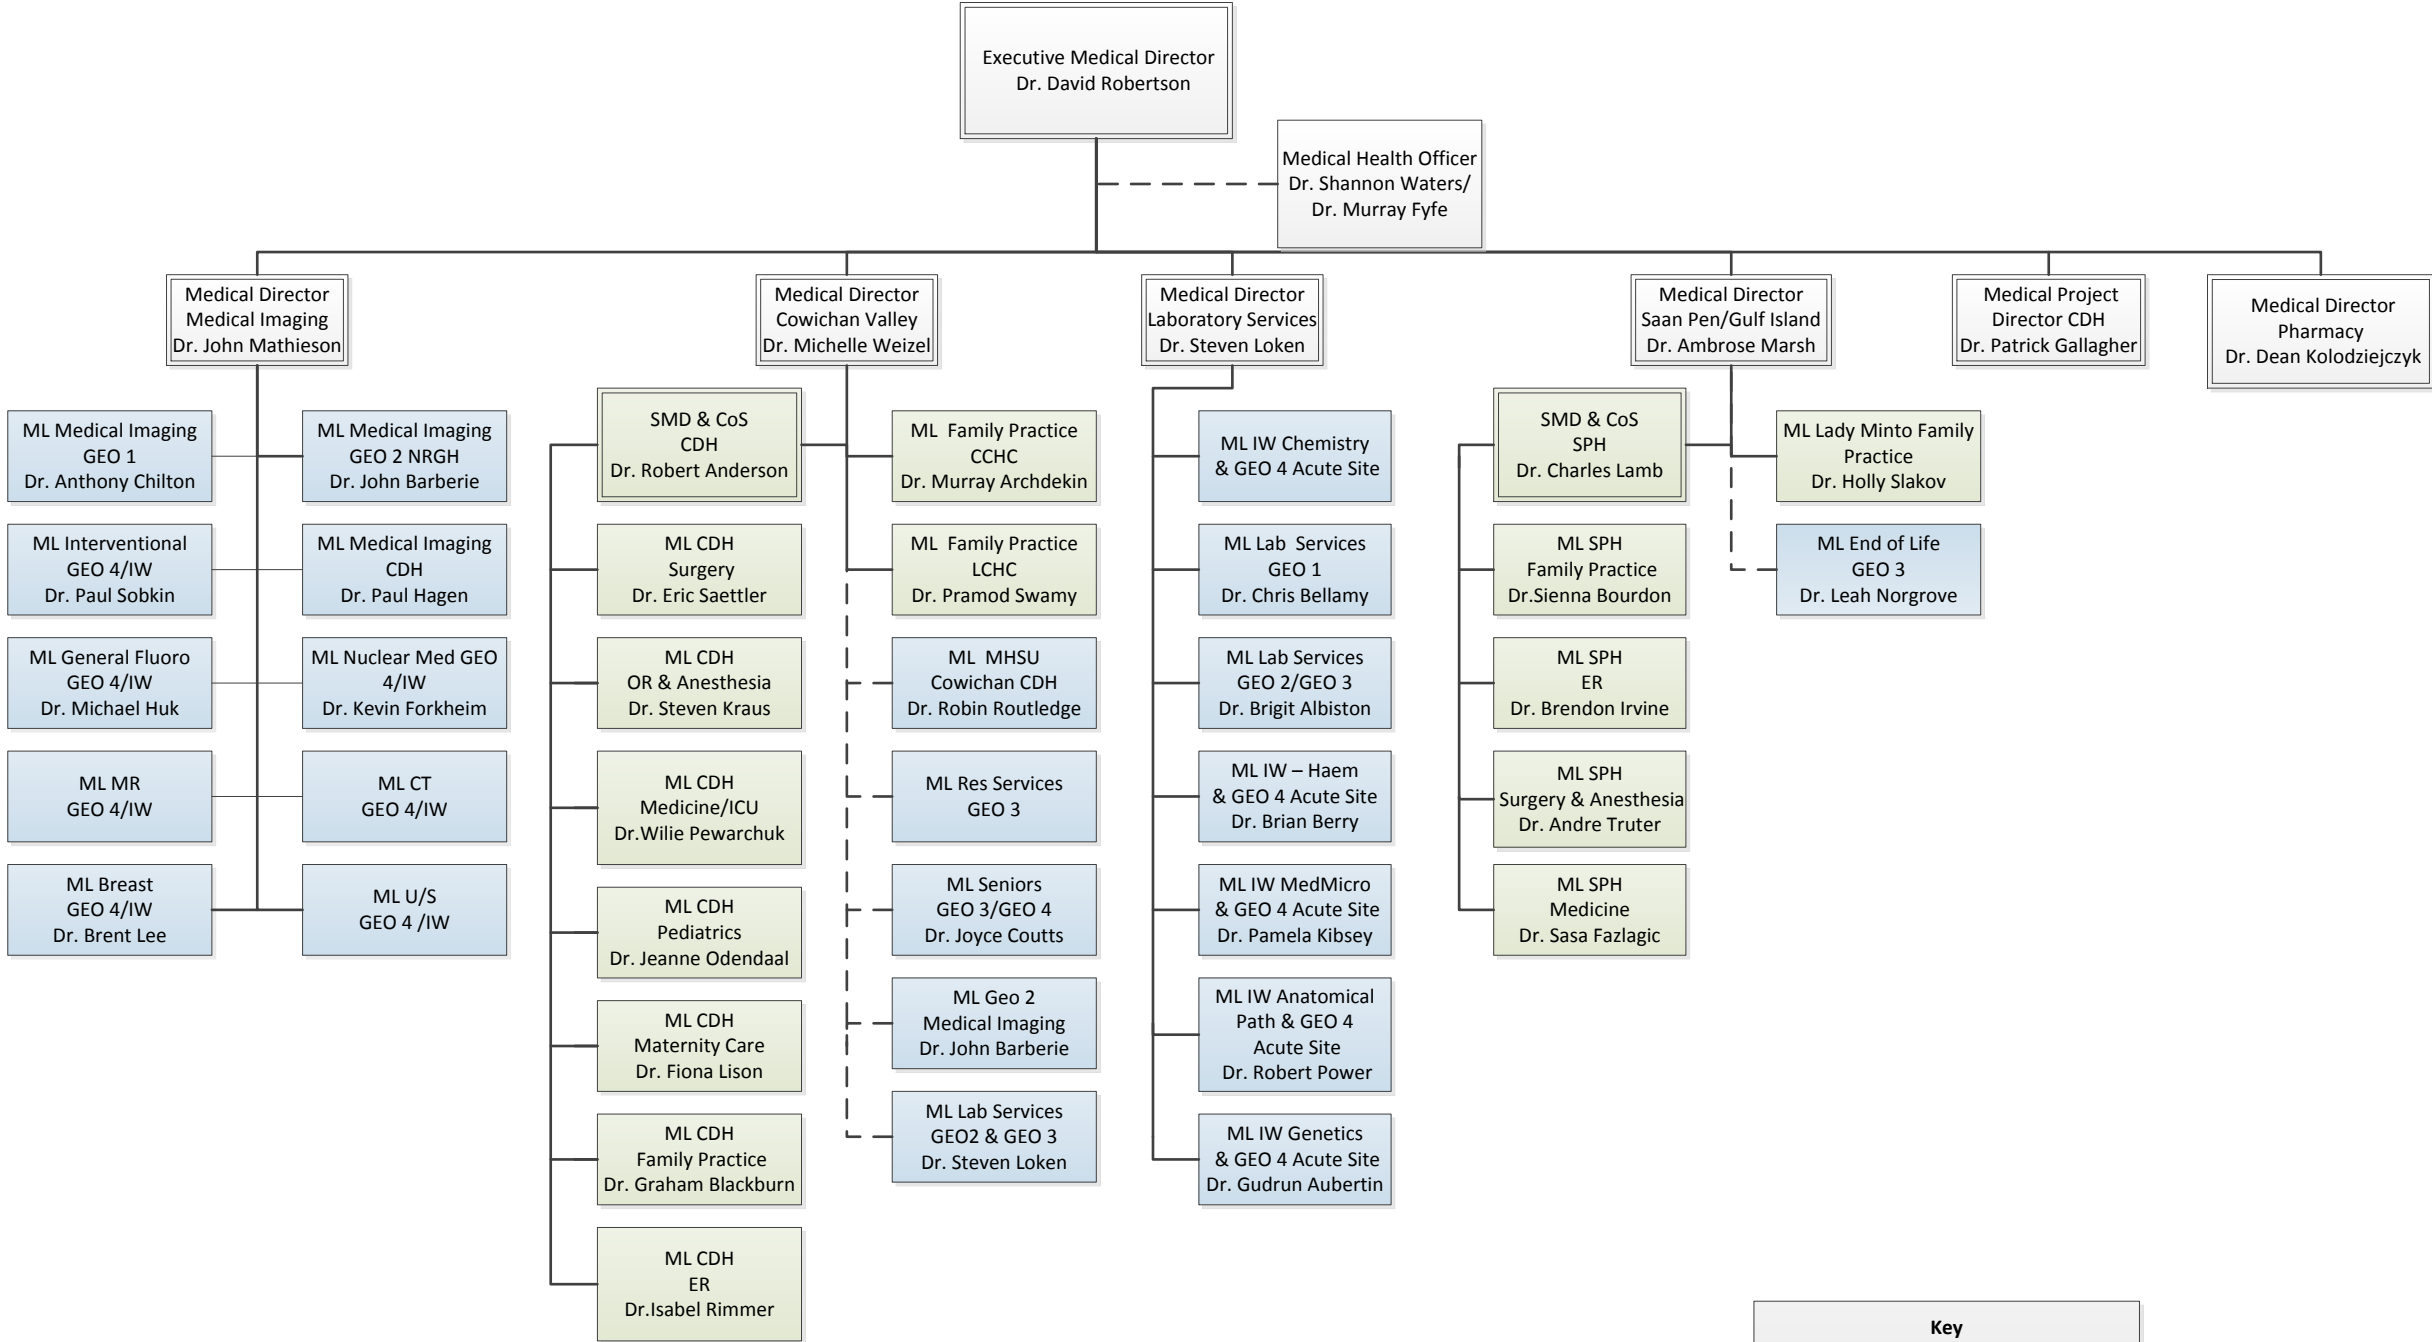 Executive Medical Director
Dr. David Robertson
Medical Health Officer
Dr. Shannon Waters/
Dr. Murray Fyfe
Medical Director
Medical Imaging
Dr. John Mathieson
Medical Director
Cowichan Valley
Dr. Michelle Weizel
Medical Director
Laboratory Services
Dr. Steven Loken
Medical Director
Saan Pen/Gulf Island
Dr. Ambrose Marsh
Medical Project
Director CDH
Dr. Patrick Gallagher
Medical Director
Pharmacy
Dr. Dean Kolodziejczyk
ML Medical Imaging
GEO 1
Dr. Anthony Chilton
ML Medical Imaging
GEO 2 NRGH
Dr. John Barberie
ML Interventional
GEO 4/IW
Dr. Paul Sobkin
ML Medical Imaging
CDH
Dr. Paul Hagen
ML General Fluoro
GEO 4/IW
Dr. Michael Huk
ML Nuclear Med GEO
4/IW
Dr. Kevin Forkheim
ML MR
GEO 4/IW
ML CT
GEO 4/IW
ML Breast
GEO 4/IW
Dr. Brent Lee
ML U/S
GEO 4 /IW
SMD & CoS
CDH
Dr. Robert Anderson
ML CDH
Surgery
Dr. Eric Saettler
ML CDH
OR & Anesthesia
Dr. Steven Kraus
ML CDH
Medicine/ICU
Dr.Wilie Pewarchuk
ML CDH
Pediatrics
Dr. Jeanne Odendaal
ML CDH
Maternity Care
Dr. Fiona Lison
ML CDH
Family Practice
Dr. Graham Blackburn
ML CDH
ER
Dr.Isabel Rimmer
ML Family Practice
CCHC
Dr. Murray Archdekin
ML Family Practice
LCHC
Dr. Pramod Swamy
ML MHSU
Cowichan CDH
Dr. Robin Routledge
ML Res Services
GEO 3
ML Seniors
GEO 3/GEO 4
Dr. Joyce Coutts
ML Geo 2
Medical Imaging
Dr. John Barberie
ML Lab Services
GEO2 & GEO 3
Dr. Steven Loken
ML IW Chemistry
& GEO 4 Acute Site
ML Lab Services
GEO 1
Dr. Chris Bellamy
ML Lab Services
GEO 2/GEO 3
Dr. Brigit Albiston
ML IW – Haem
& GEO 4 Acute Site
Dr. Brian Berry
ML IW MedMicro
& GEO 4 Acute Site
Dr. Pamela Kibsey
ML IW Anatomical
Path & GEO 4
Acute Site
Dr. Robert Power
ML IW Genetics
& GEO 4 Acute Site
Dr. Gudrun Aubertin
SMD & CoS
SPH
Dr. Charles Lamb
ML SPH
Family Practice
Dr.Sienna Bourdon
ML SPH
ER
Dr. Brendon Irvine
ML SPH
Surgery & Anesthesia
Dr. Andre Truter
ML SPH
Medicine
Dr. Sasa Fazlagic
ML Lady Minto Family
Practice
Dr. Holly Slakov
ML End of Life
GEO 3
Dr. Leah Norgrove
Key